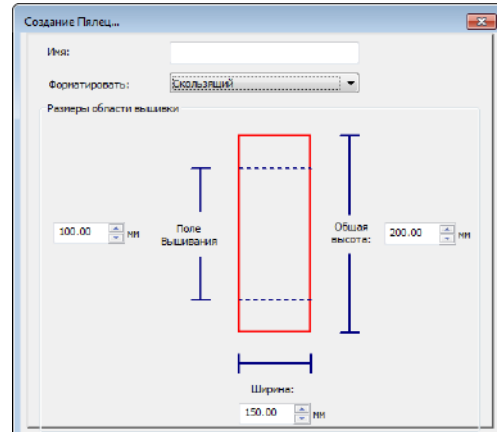 Создание Пялец...
Имя:
Форматировать: Скользящий
Размеры области вышивки
100.00 мм
Поле Вышивания
Общая высота:
200.00 мм
Ширина:
150.00 мм